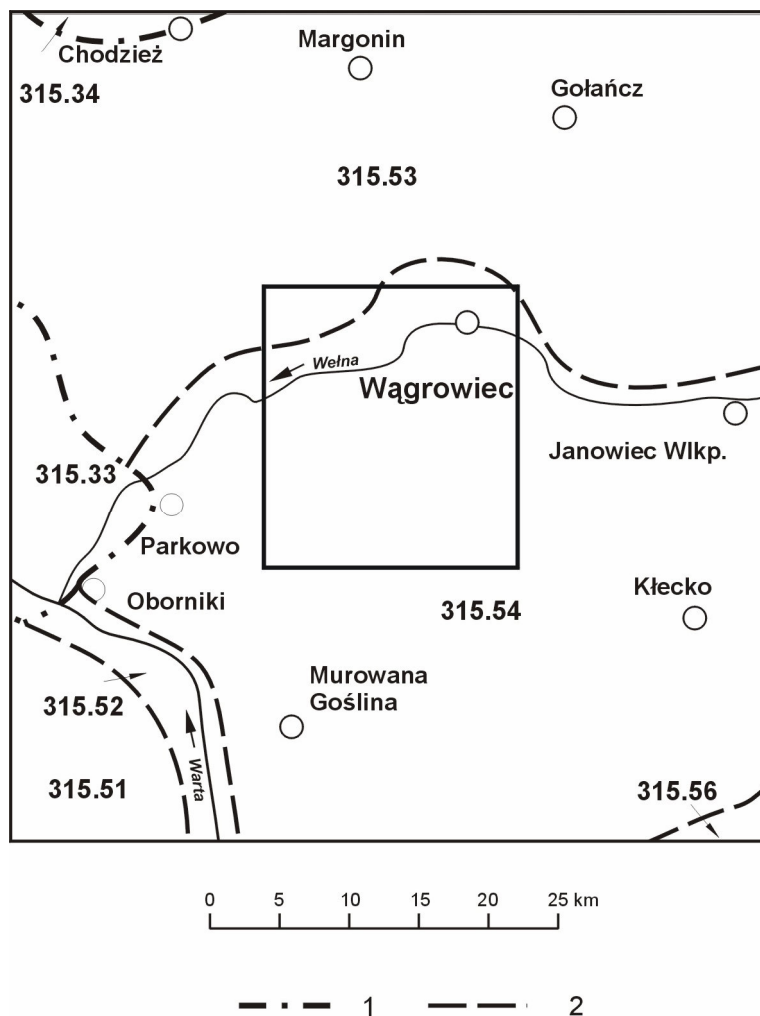 Margonin
Chodzież
315.34
Gołańcz
315.53
Wełna
Wągrowiec
Janowiec Wlkp.
315.33
Parkowo
Oborniki
Kłecko
315.54
Murowana
Goślina
315.52
315.51
Warta
315.56
0 5 10 15 20 25 km
1 2